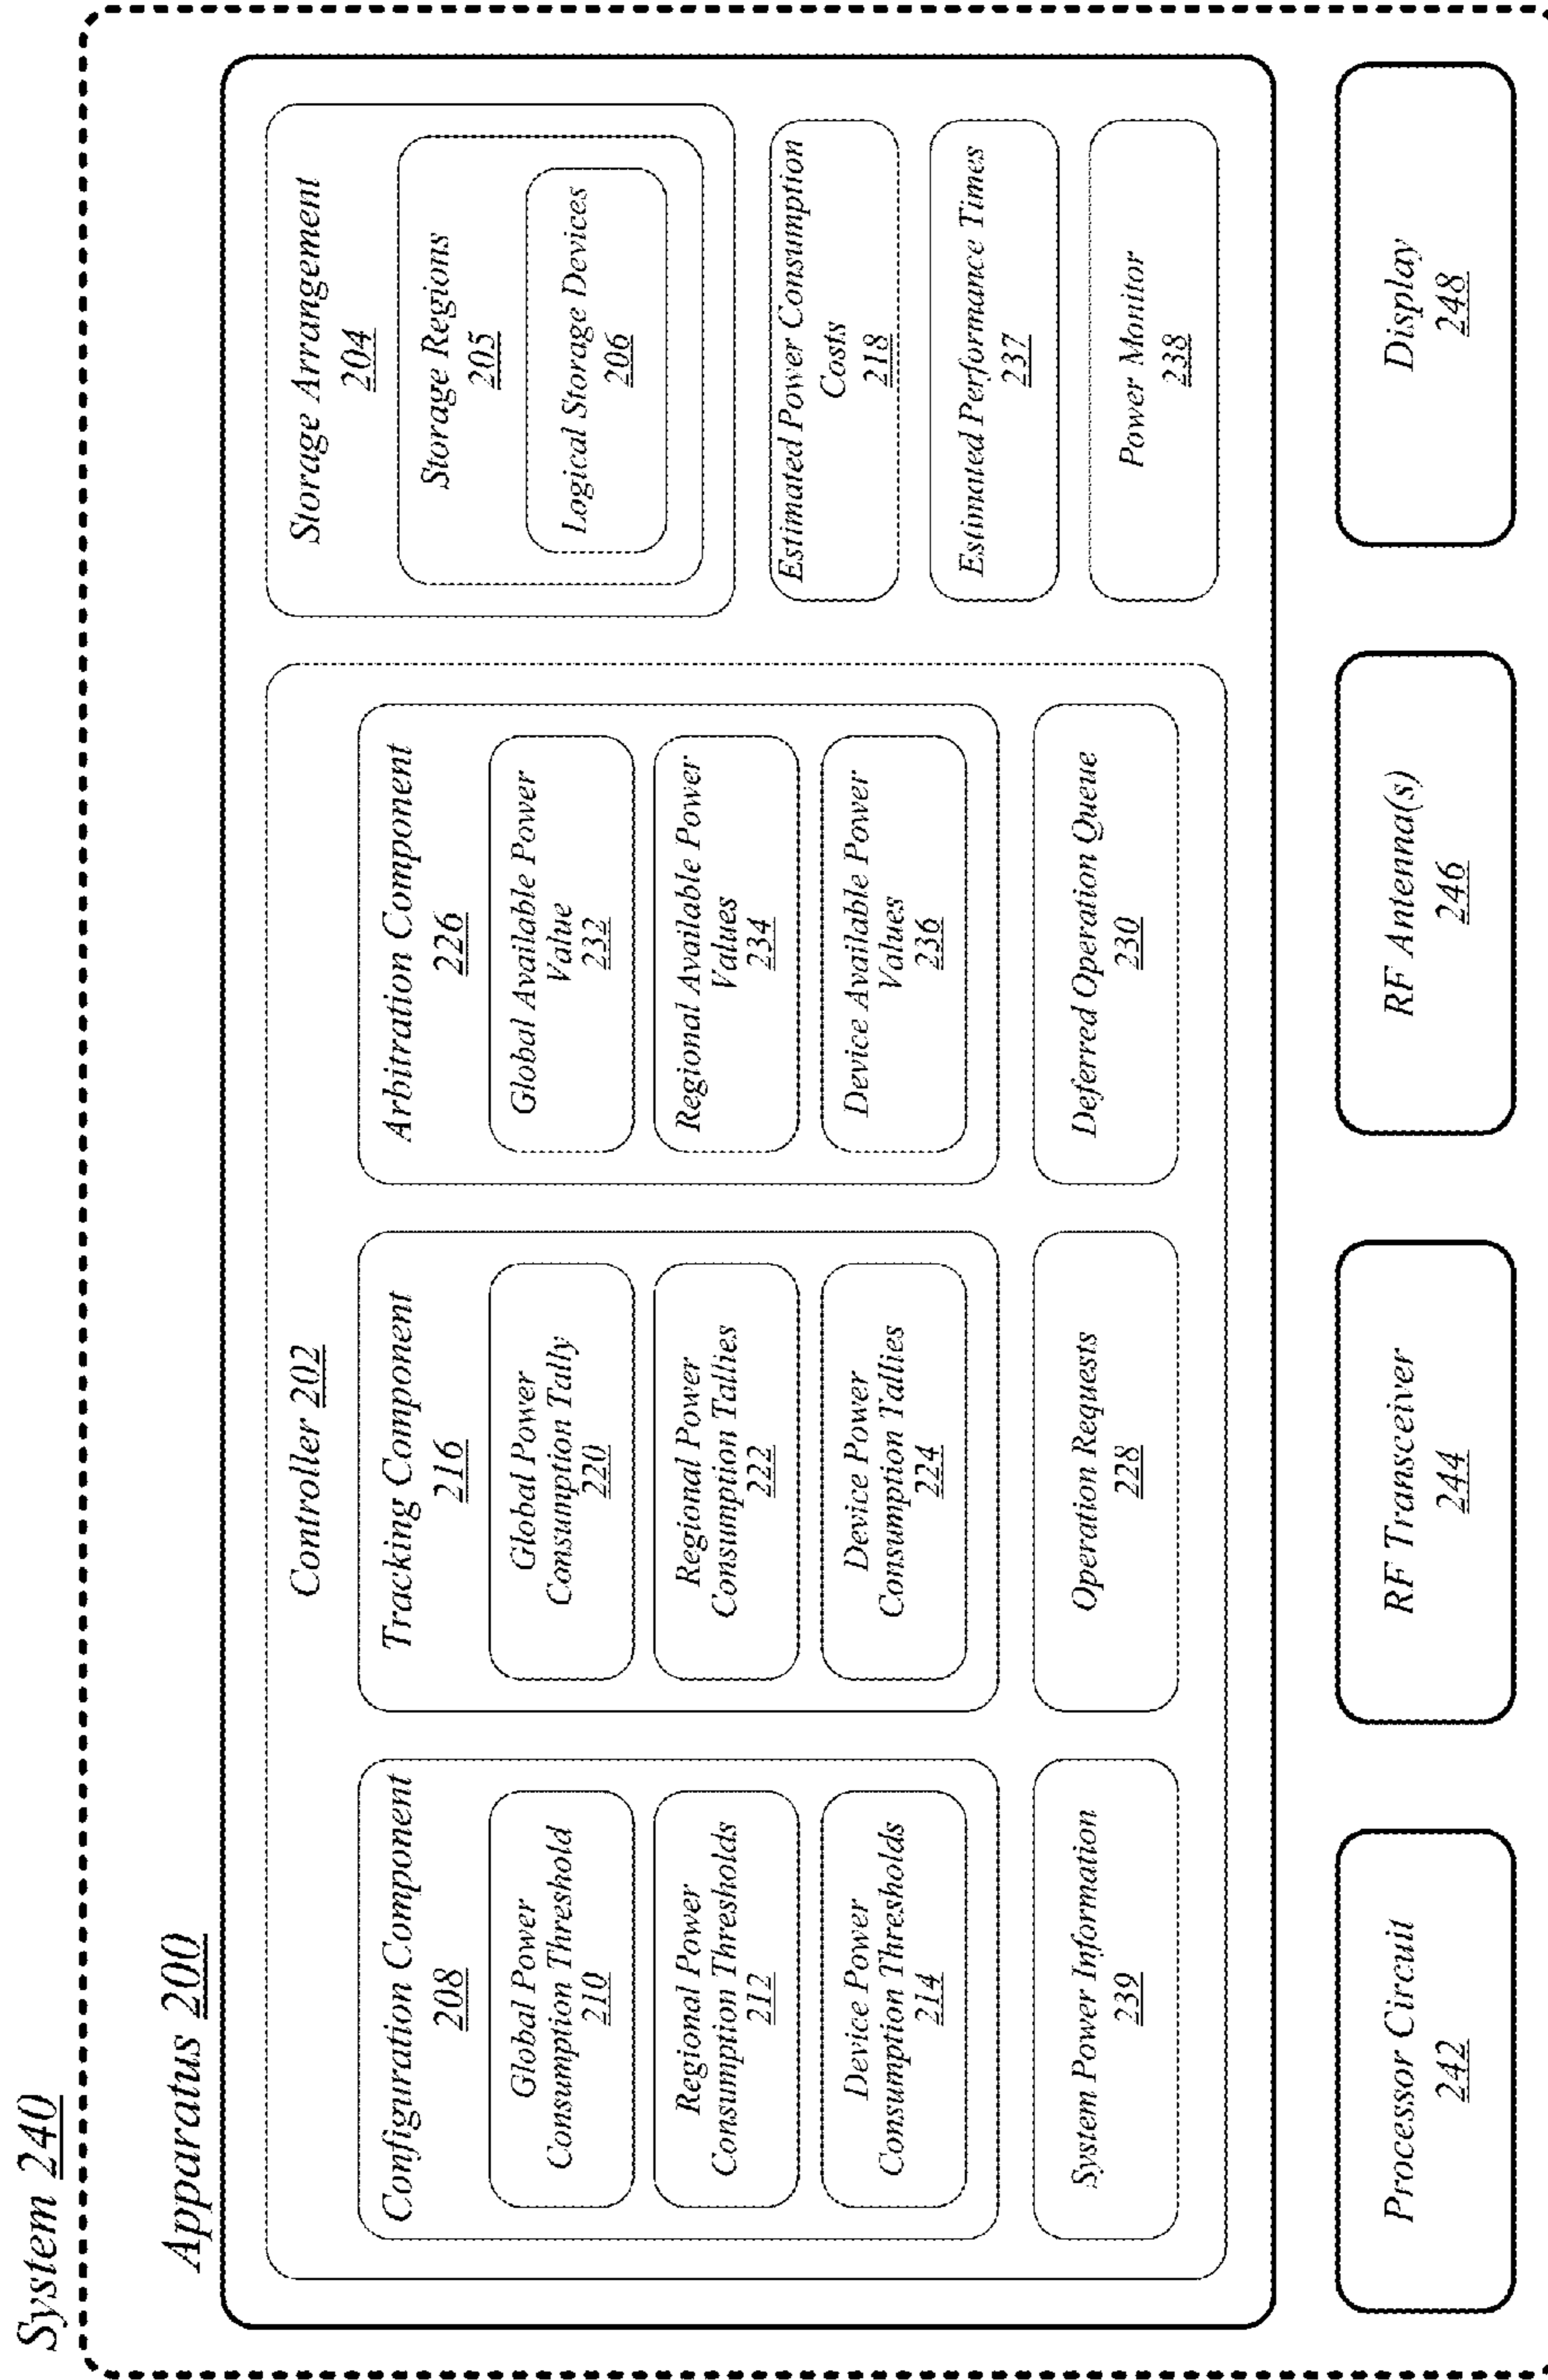 System 240
Apparatus 200
Controller 202
Configuration Component
208
Global Power
Consumption Threshold
210
Regional Power
Consumption Thresholds
212
Device Power
Consumption Thresholds
214
System Power Information
239
Tracking Component
216
Global Power
Consumption Tally
220
Regional Power
Consumption Tallies
222
Device Power
Consumption Tallies
224
Operation Requests
228
Arbitration Component
226
Global Available Power
Value
232
Regional Available Power
Values
234
Device Available Power
Values
236
Deferred Operation Queue
230
Storage Arrangement
204
Storage Regions
205
Logical Storage Devices
206
Estimated Power Consumption
Costs
218
Estimated Performance Times
237
Power Monitor
238
Processor Circuit
242
RF Transceiver
244
RF Antenna(s)
246
Display
248